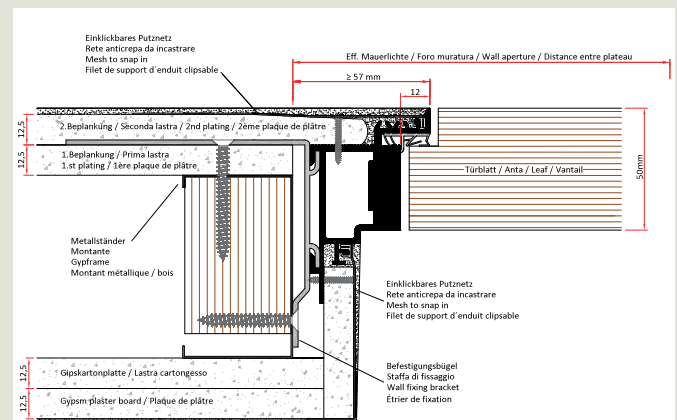 Einklickbares Putznetz
Rete anticrepa da incastrare
Mesh to snap in
Filet de support d´enduit clipsable
Eff. Mauerlichte / Foro muratura / Wall aperture / Distance entre plateau
≥ 57 mm
12
12,5
2.Beplankung / Seconda lastra / 2nd plating / 2ème plaque de plâtre
12,5
1.Beplankung / Prima lastra
1.st plating / 1ère plaque de plâtre
Türblatt / Anta / Leaf / Vantail
50mm
Metallständer
Montante
Gypframe
Montant métallique / bois
Einklickbares Putznetz
Rete anticrepa da incastrare
Mesh to snap in
Filet de support d´enduit clipsable
12,5
Gipskartonplatte / Lastra cartongesso
12,5
Gypsm plaster board / Plaque de plâtre
Befestigungsbügel
Staffa di fissaggio
Wall fixing bracket
Étrier de fixation